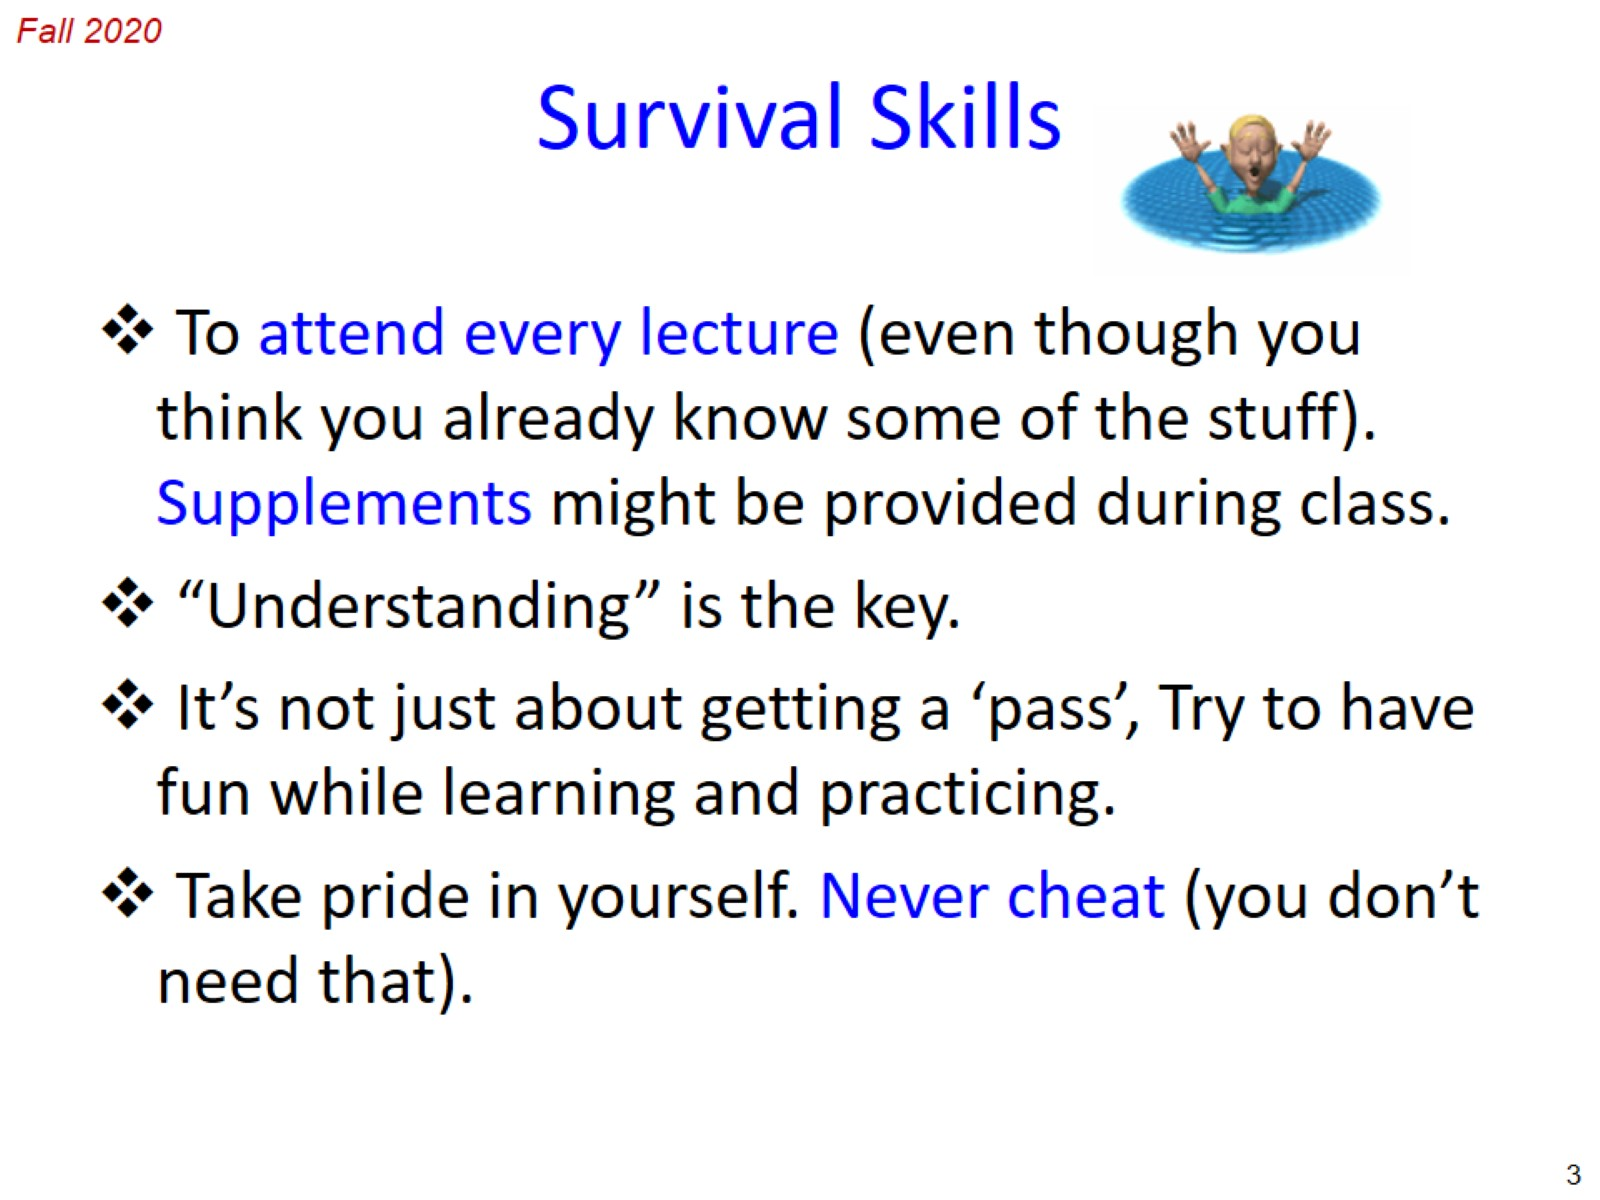 Fall 2020
Survival Skills
❖ To attend every lecture (even though you
think you already know some of the stuff).
Supplements might be provided during class.
❖ “Understanding” is the key.
❖ It’s not just about getting a ‘pass’, Try to have
fun while learning and practicing.
❖ Take pride in yourself. Never cheat (you don’t
need that).
3